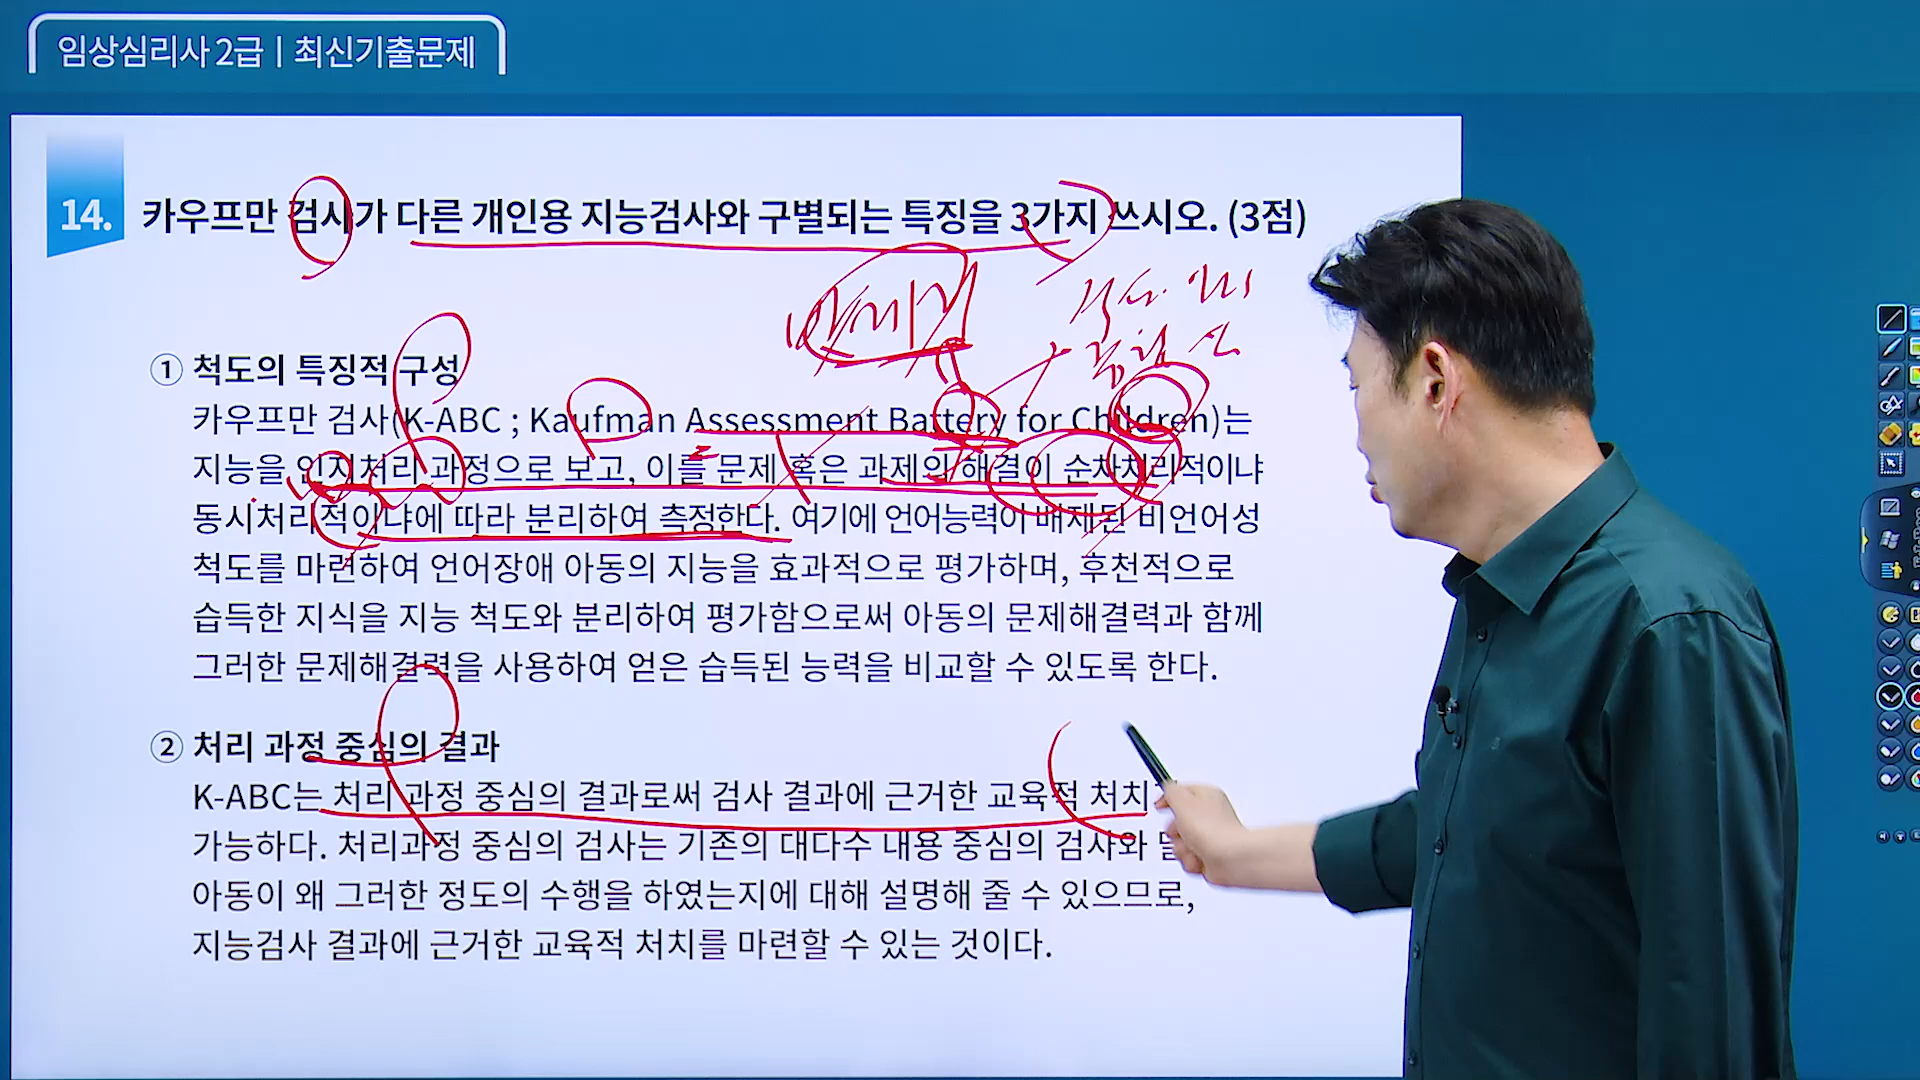 임상심리사 2급 | 최신기출문제
14. 카우프만 검사가 다른 개인용 지능검사와 구별되는 특징을 3가지 쓰시오. (3점)
① 척도의 특징적 구성
카우프만 검사(K-ABC ; Kaufman Assessment Battery for Children)는
지능을 인지처리 과정으로 보고, 이를 문제 혹은 과제의 해결이 순차처리적이냐
동시처리적이냐에 따라 분리하여 측정한다. 여기에 언어능력이 배제된 비언어성
척도를 마련하여 언어장애 아동의 지능을 효과적으로 평가하며, 후천적으로
습득한 지식을 지능 척도와 분리하여 평가함으로써 아동의 문제해결력과 함께
그러한 문제해결력을 사용하여 얻은 습득된 능력을 비교할 수 있도록 한다.
② 처리 과정 중심의 결과
K-ABC는 처리 과정 중심의 결과로써 검사 결과에 근거한 교육적 처치
가능하다. 처리과정 중심의 검사는 기존의 대다수 내용 중심의 검사와
아동이 왜 그러한 정도의 수행을 하였는지에 대해 설명해 줄 수 있으므로,
지능검사 결과에 근거한 교육적 처치를 마련할 수 있는 것이다.